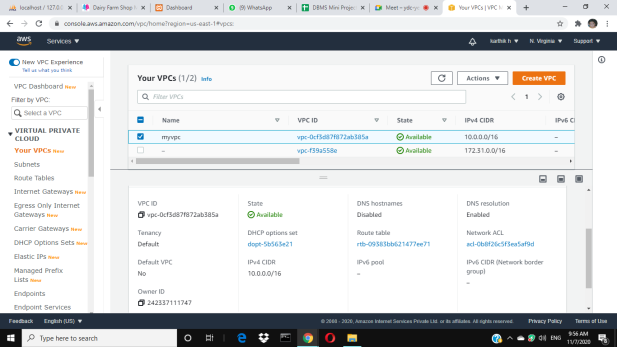 localhost / 127.0.0
Dairy Farm Shop M
Dashboard
(9) WhatsApp
DBMS Mini Projec
Meet – jdc-yx
Your VPCs | VPC M
console.aws.amazon.com/vpc/home?region=us-east-1#vpcs:
aws
Services
karthik h
N. Virginia
Support
New VPC Experience
Tell us what you think
VPC Dashboard New
Filter by VPC:
Select a VPC
VIRTUAL PRIVATE
CLOUD
Your VPCs New
Subnets
Route Tables
Internet Gateways New
Egress Only Internet
Gateways New
Carrier Gateways New
DHCP Options Sets New
Elastic IPs New
Managed Prefix
Lists New
Endpoints
Endpoint Services
Your VPCs (1/2) Info
Actions
Create VPC
Filter VPCs
1
Name
VPC ID
State
IPv4 CIDR
IPv6 C
myvpc
vpc-0cf3d87f872ab385a
Available
10.0.0.0/16
–
–
vpc-f39a558e
Available
172.31.0.0/16
–
VPC ID
vpc-0cf3d87f872ab385a
State
Available
DNS hostnames
Disabled
DNS resolution
Enabled
Tenancy
Default
DHCP options set
dopt-5b563e21
Route table
rtb-09383bb621477ee71
Network ACL
acl-0b8f26c5f3ea5af9d
Default VPC
No
IPv4 CIDR
10.0.0.0/16
IPv6 pool
–
IPv6 CIDR (Network border
group)
–
Owner ID
242337111747
Feedback
English (US)
© 2008 - 2020, Amazon Internet Services Private Ltd. or its affiliates. All rights reserved.
Privacy Policy
Terms of Use
Type here to search
ENG
9:56 AM
11/7/2020